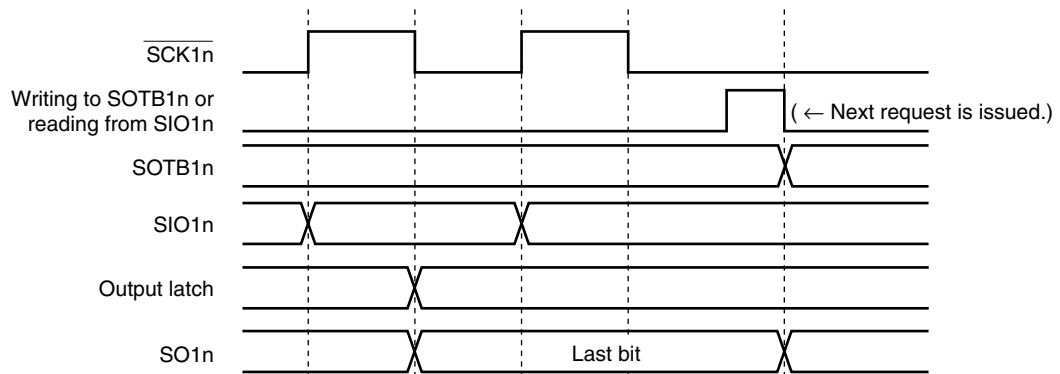 SCK1n
Writing to SOTB1n or
reading from SIO1n
( ← Next request is issued.)
SOTB1n
SIO1n
Output latch
SO1n
Last bit